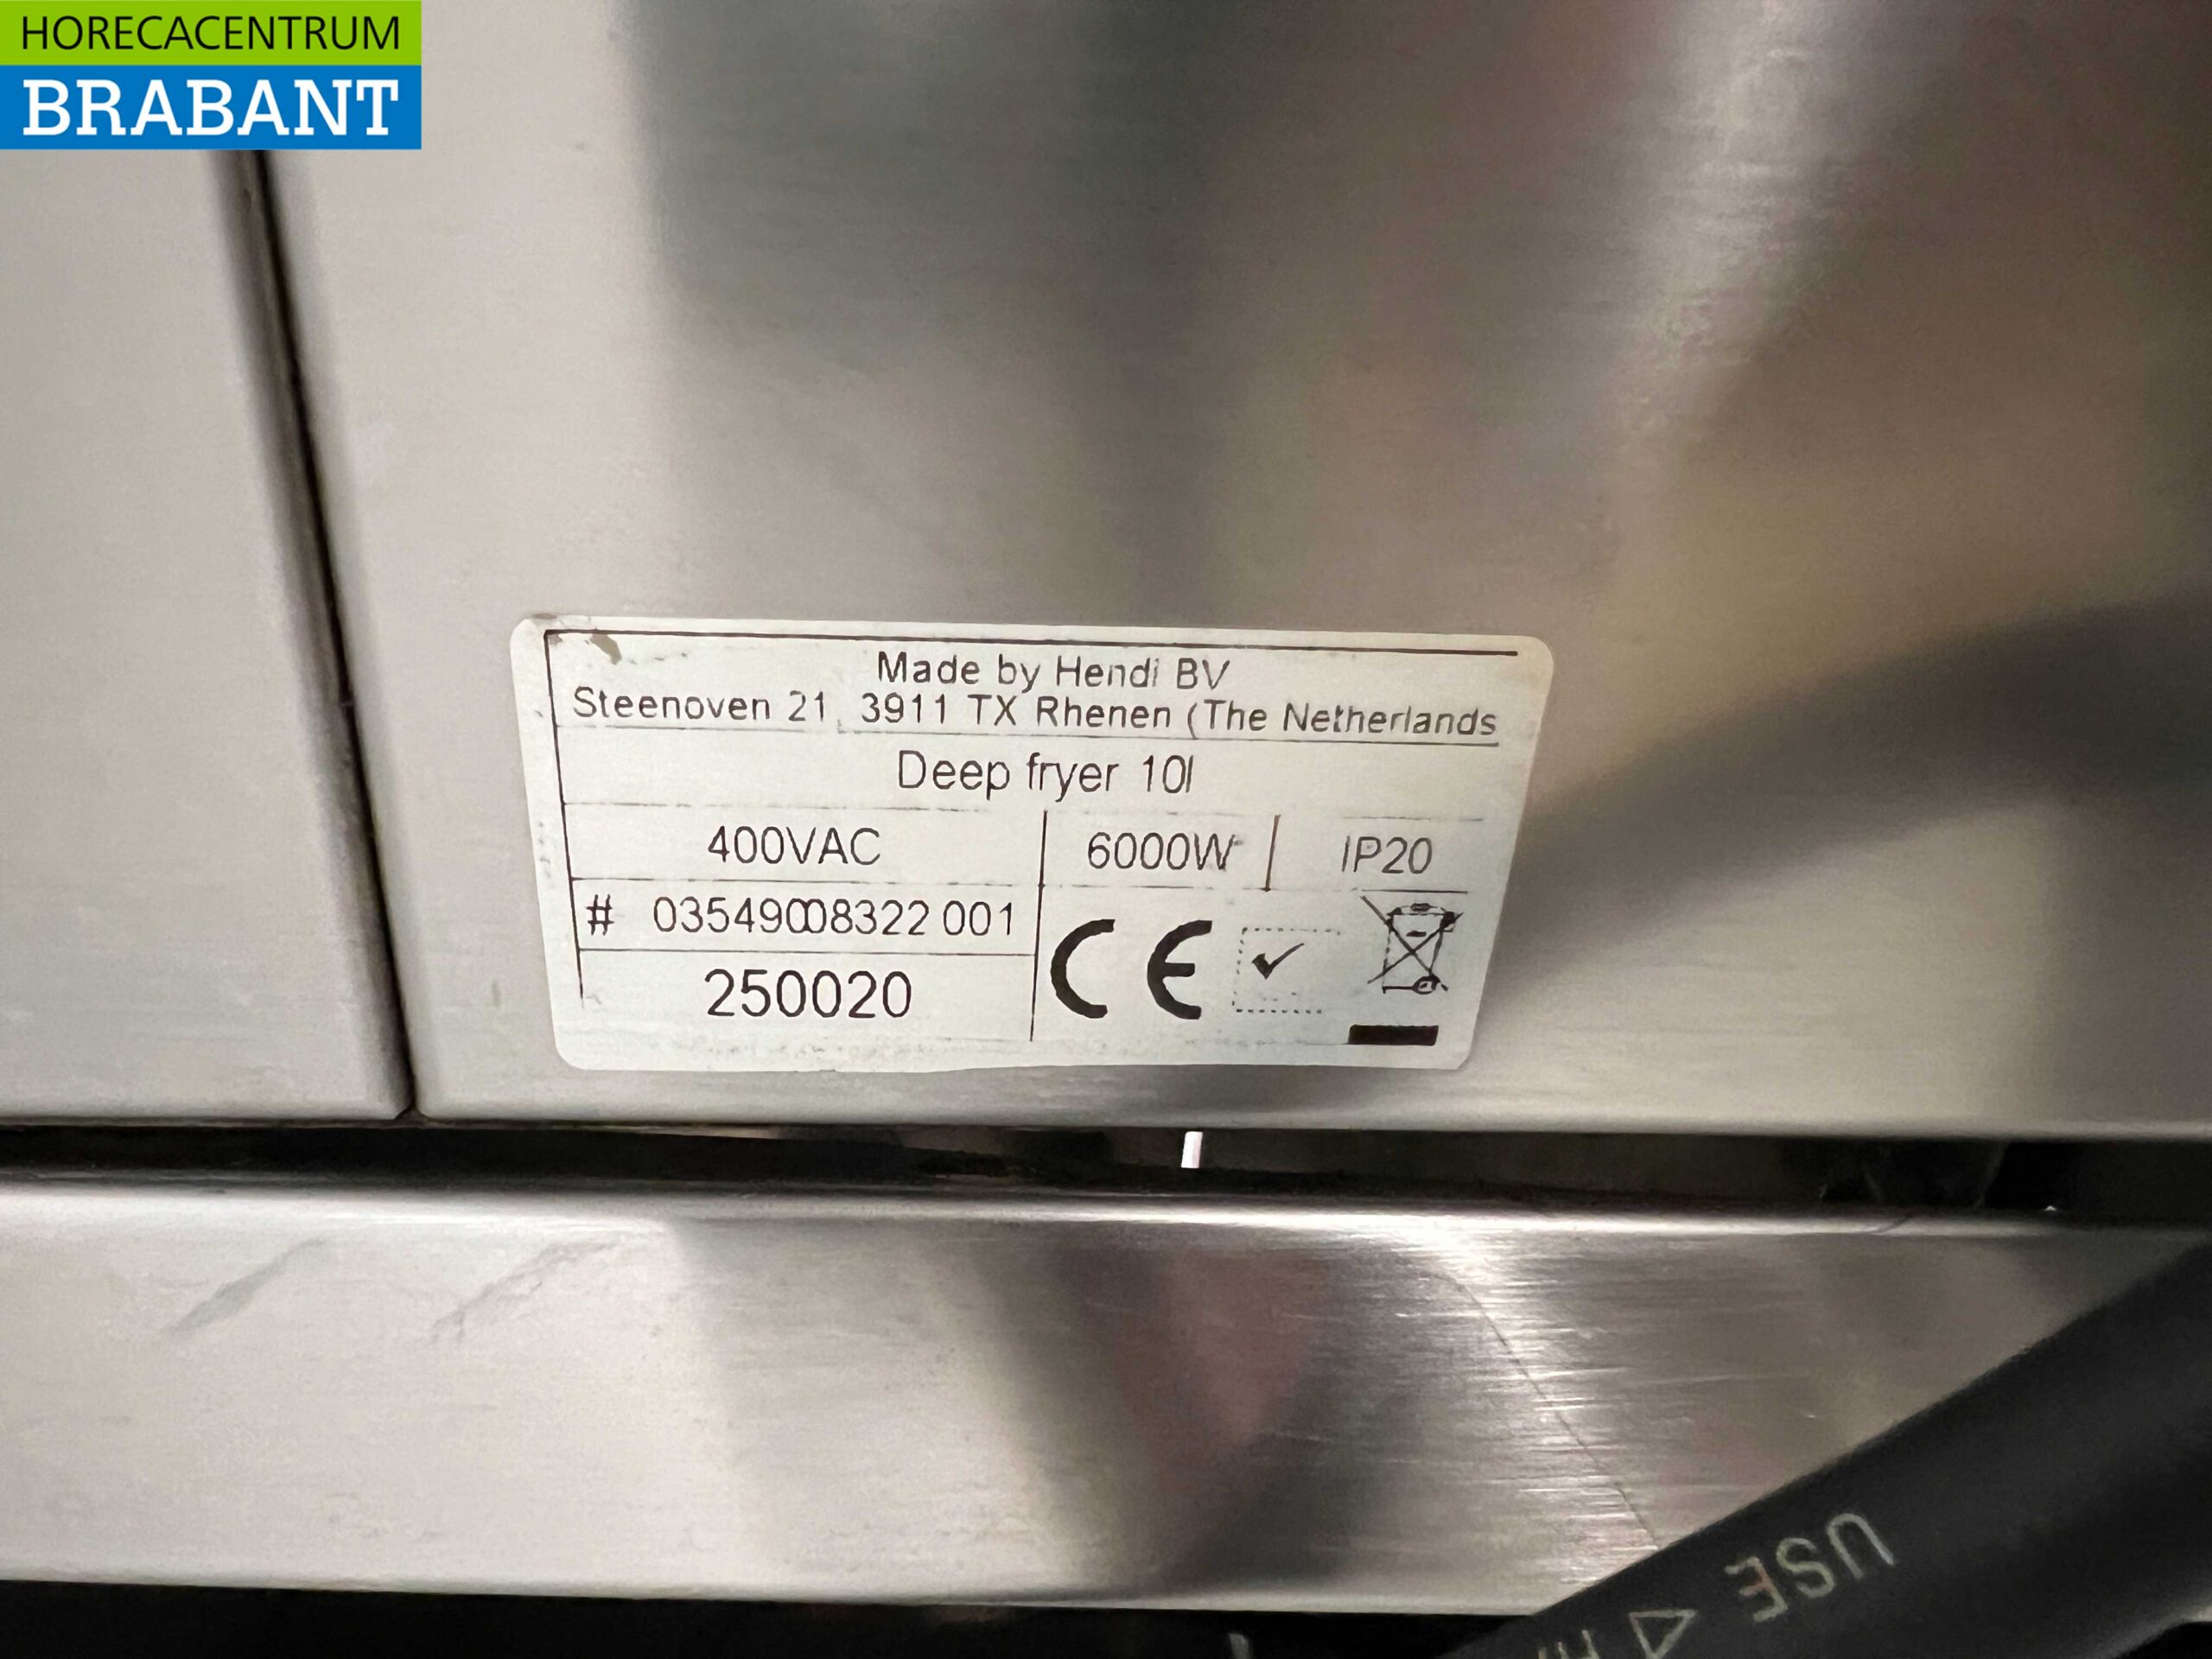 HORECACENTRUM
BRABANT
Made by Hendi BV
Steenoven 21, 3911 TX Rhenen (The Netherlands
Deep fryer 10l
400VAC 6000W IP20
# 03549008322 001
250020
CE
USE